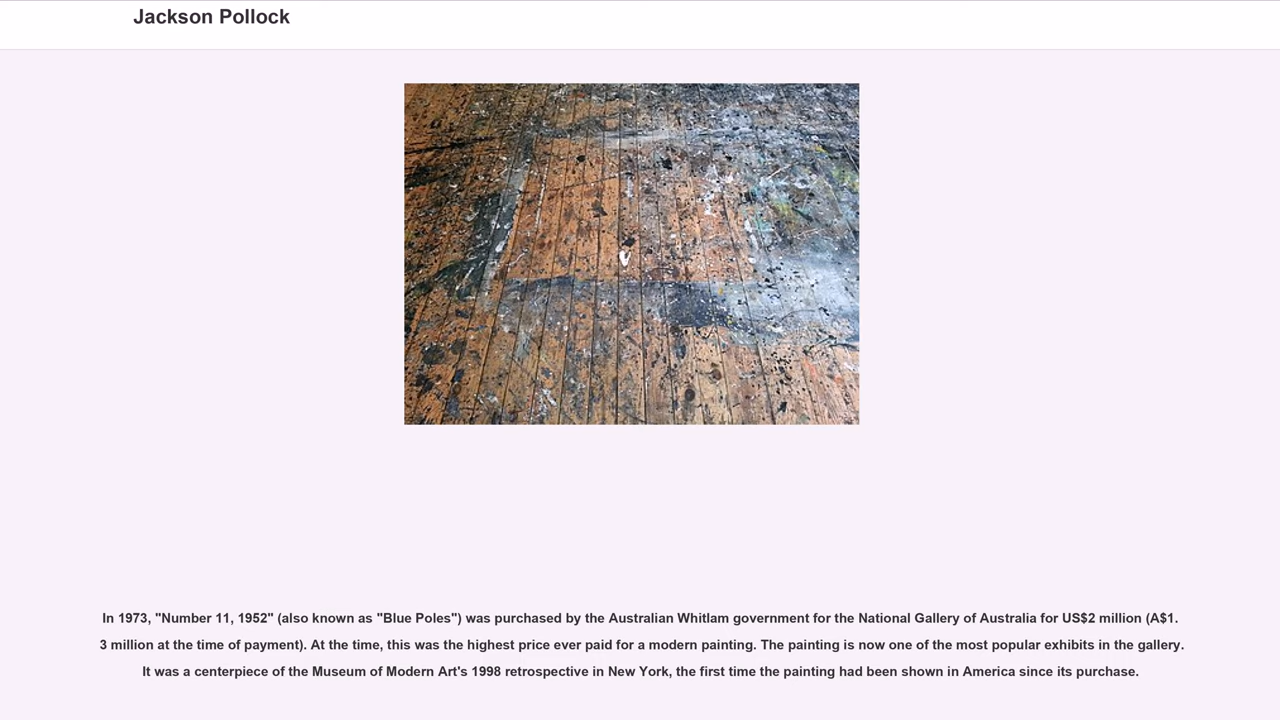 Jackson Pollock
In 1973, "Number 11, 1952" (also known as "Blue Poles") was purchased by the Australian Whitlam government for the National Gallery of Australia for US$2 million (A$1.
3 million at the time of payment). At the time, this was the highest price ever paid for a modern painting. The painting is now one of the most popular exhibits in the gallery.
It was a centerpiece of the Museum of Modern Art's 1998 retrospective in New York, the first time the painting had been shown in America since its purchase.